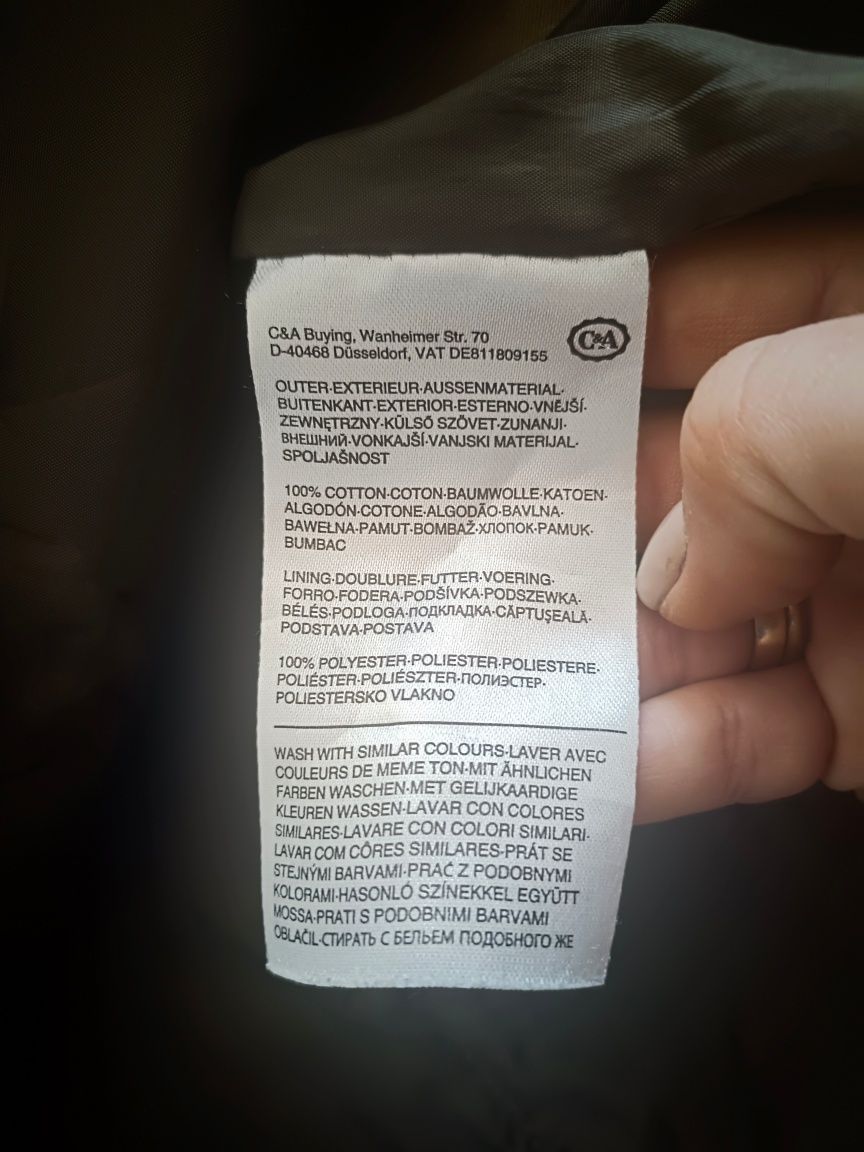 C&A Buying, Wanheimer Str. 70
D-40468 Düsseldorf, VAT DE811809155
C&A
OUTER·EXTERIEUR·AUSSENMATERIAL·
BUITENKANT·EXTERIOR·ESTERNO·VNĚJŠÍ·
ZEWNĘTRZNY·KÜLSŐ SZÖVET·ZUNANJI·
ВНЕШНИЙ·VONKAJŠÍ·VANJSKI MATERIJAL·
SPOLJAŠNOST
100% COTTON·COTON·BAUMWOLLE·KATOEN·
ALGODÓN·COTONE·ALGODÃO·BAVLNA·
BAWEŁNA·PAMUT·BOMBAŽ·ХЛОПОК·PAMUK·
BUMBAC
LINING·DOUBLURE·FUTTER·VOERING·
FORRO·FODERA·PODŠÍVKA·PODSZEWKA·
BÉLÉS·PODLOGA·ПОДКЛАДКА·CĂPTUŞEALĂ·
PODSTAVA·POSTAVA
100% POLYESTER·POLIESTER·POLIESTERE·
POLIÉSTER·POLIÉSZTER·ПОЛИЭСТЕР·
POLIESTERSKO VLAKNO
WASH WITH SIMILAR COLOURS·LAVER AVEC
COULEURS DE MEME TON·MIT ÄHNLICHEN
FARBEN WASCHEN·MET GELIJKAARDIGE
KLEUREN WASSEN·LAVAR CON COLORES
SIMILARES·LAVARE CON COLORI SIMILARI·
LAVAR COM CÔRES SIMILARES·PRÁT SE
STEJNÝMI BARVAMI·PRAĆ Z PODOBNYMI
KOLORAMI·HASONLÓ SZÍNEKKEL EGYÜTT
MOSSA·PRATI S PODOBNIMI BARVAMI
OBLAČIL·СТИРАТЬ С БЕЛЬЕМ ПОДОБНОГО ЖЕ